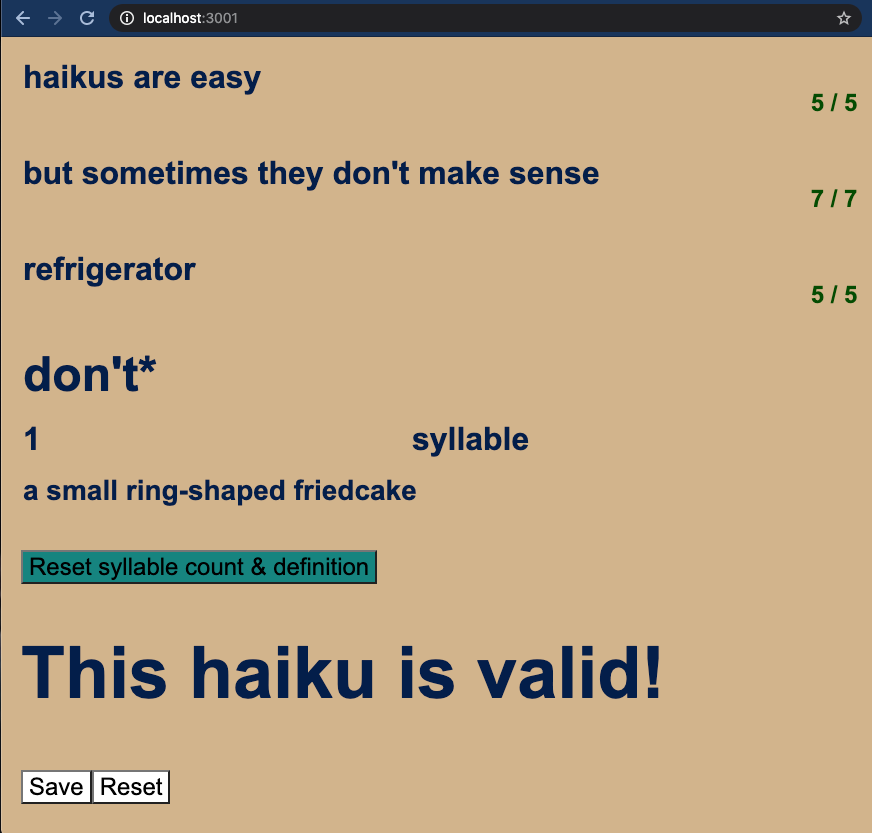 localhost:3001
haikus are easy
5 / 5
but sometimes they don't make sense
7 / 7
refrigerator
5 / 5
don't*
1 syllable
a small ring-shaped friedcake
Reset syllable count & definition
This haiku is valid!
Save Reset